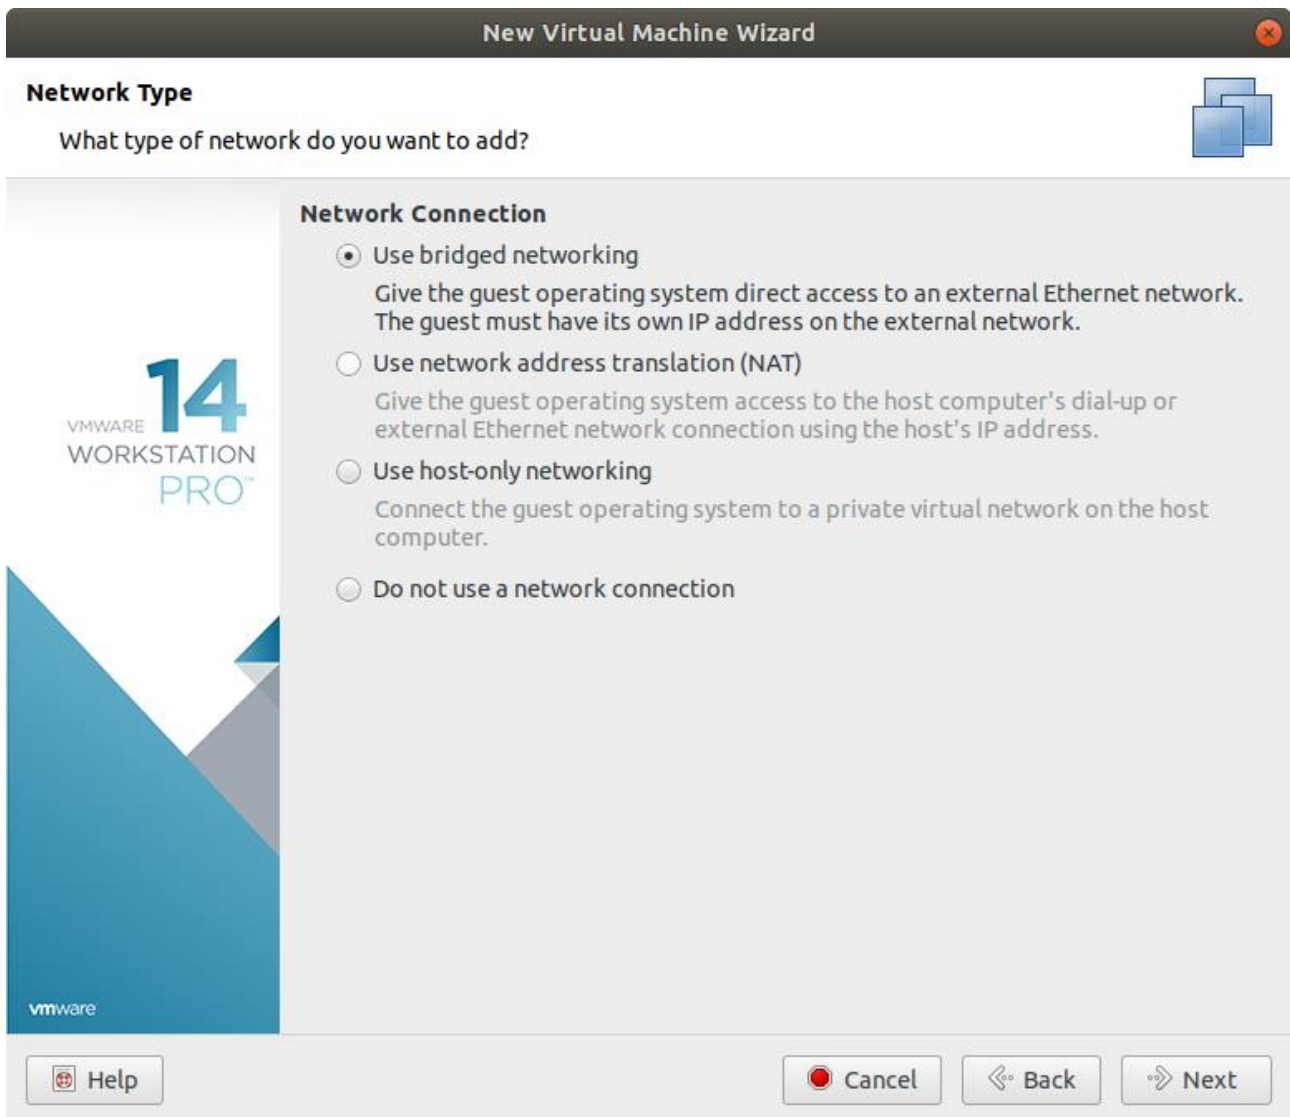 New Virtual Machine Wizard
Network Type
What type of network do you want to add?
Network Connection
Use bridged networking
Give the guest operating system direct access to an external Ethernet network.
The guest must have its own IP address on the external network.
Use network address translation (NAT)
Give the guest operating system access to the host computer's dial-up or
external Ethernet network connection using the host's IP address.
Use host-only networking
Connect the guest operating system to a private virtual network on the host
computer.
Do not use a network connection
14
VMWARE
WORKSTATION
PRO™
vmware
Help
Cancel
Back
Next